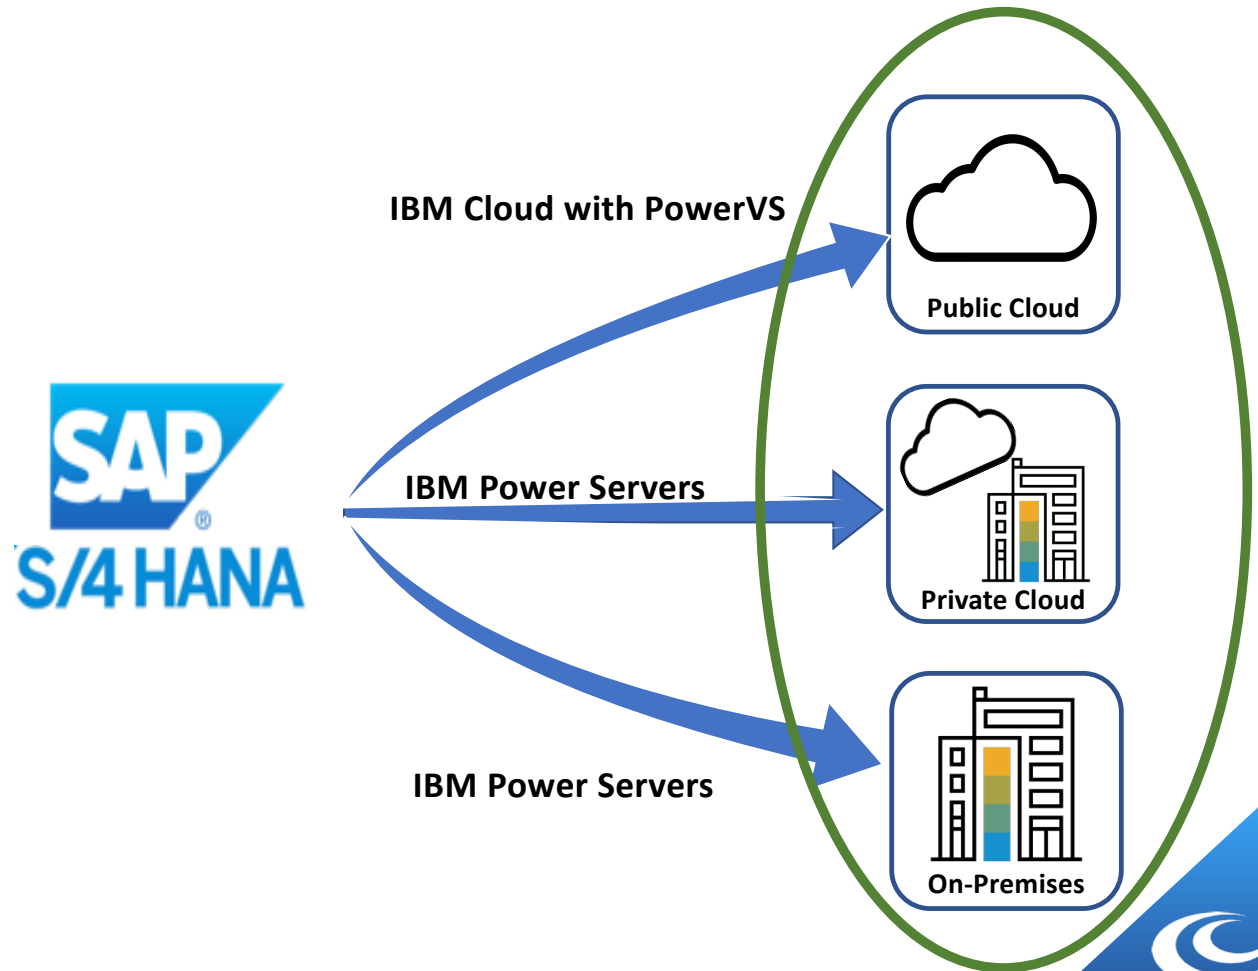 IBM Cloud with PowerVS
Public Cloud
SAP
®
S/4 HANA
IBM Power Servers
Private Cloud
IBM Power Servers
On-Premises